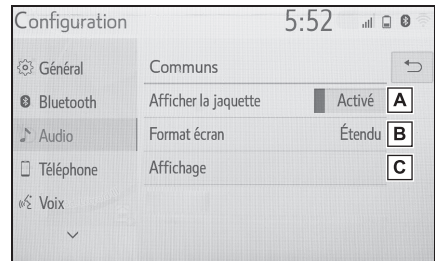 Configuration 5:52
Général
Communs
Bluetooth
Afficher la jaquette Activé A
Audio
Format écran Étendu B
Téléphone
Affichage C
Voix